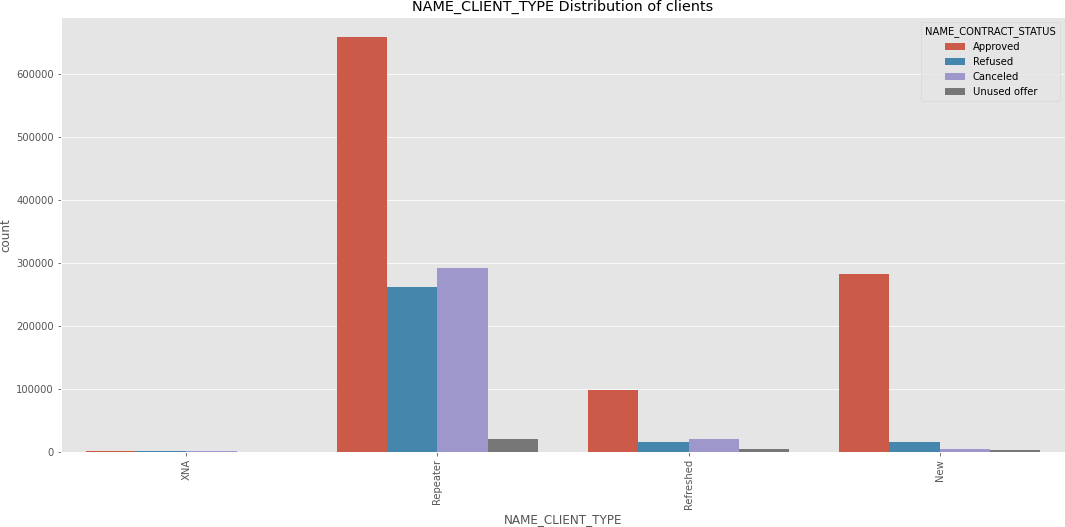 NAME_CLIENT_TYPE Distribution of clients
NAME_CONTRACT_STATUS
Approved
Refused
Canceled
Unused offer
600000
500000
400000
300000
200000
100000
0
count
XNA
Repeater
Refreshed
New
NAME_CLIENT_TYPE